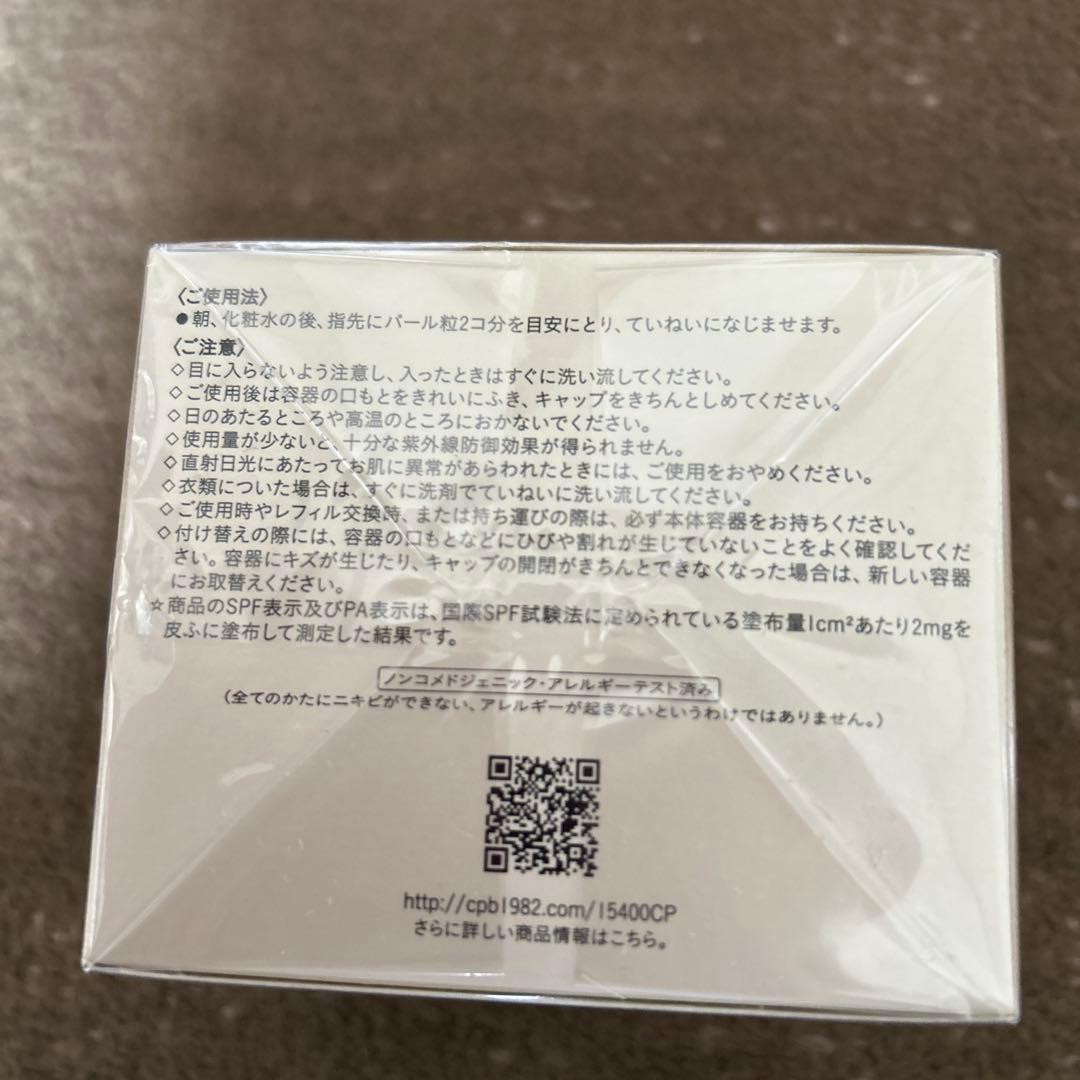 〈ご使用法〉
●朝、化粧水の後、指先にパール粒2コ分を目安にとり、ていねいになじませます。
〈ご注意〉
◇目に入らないよう注意し、入ったときはすぐに洗い流してください。
◇ご使用後は容器の口もとをきれいにふき、キャップをきちんとしめてください。
◇日のあたるところや高温のところにおかないでください。
◇使用量が少ないと、十分な紫外線防御効果が得られません。
◇直射日光にあたってお肌に異常があらわれたときには、ご使用をおやめください。
◇衣類についた場合は、すぐに洗剤でていねいに洗い流してください。
◇ご使用時やレフィル交換時、または持ち運びの際は、必ず本体容器をお持ちください。
◇付け替えの際には、容器の口もとなどにひびや割れが生じていないことをよく確認してくだ
さい。容器にキズが生じたり、キャップの開閉がきちんとできなくなった場合は、新しい容器
にお取替えください。
☆商品のSPF表示及びPA表示は、国際SPF試験法に定められている塗布量1cm²あたり2mgを
皮ふに塗布して測定した結果です。
ノンコメドジェニック・アレルギーテスト済み
（全てのかたにニキビができない、アレルギーが起きないというわけではありません。）
http://cpb1982.com/15400CP
さらに詳しい商品情報はこちら。